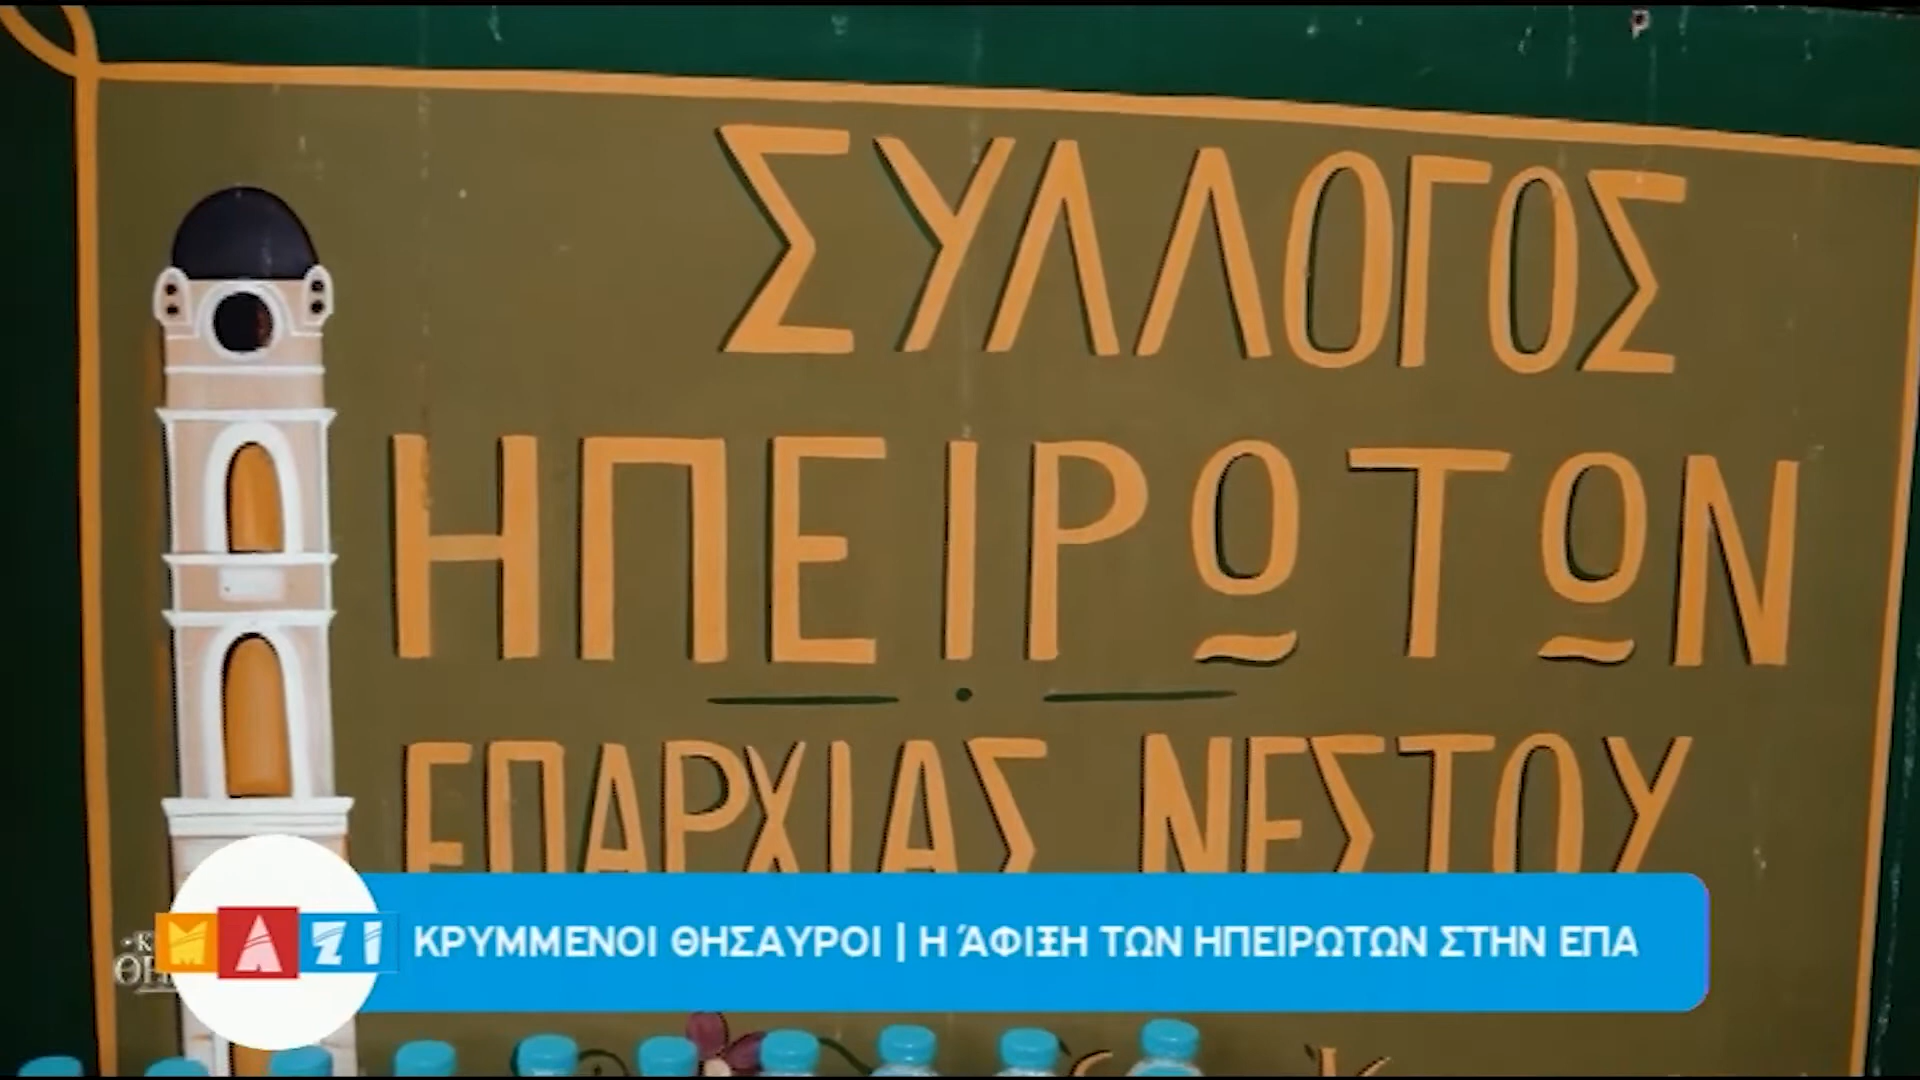 ΣΥΛΛΟΓΟΣ
ΗΠΕΙΡΩΤΩΝ
ΕΠΑΡΧΙΑΣ ΝΕΣΤΟΥ
ΜΑΖΙ
ΚΡΥΜΜΕΝΟΙ ΘΗΣΑΥΡΟΙ | Η ΆΦΙΞΗ ΤΩΝ ΗΠΕΙΡΩΤΩΝ ΣΤΗΝ ΕΠΑ